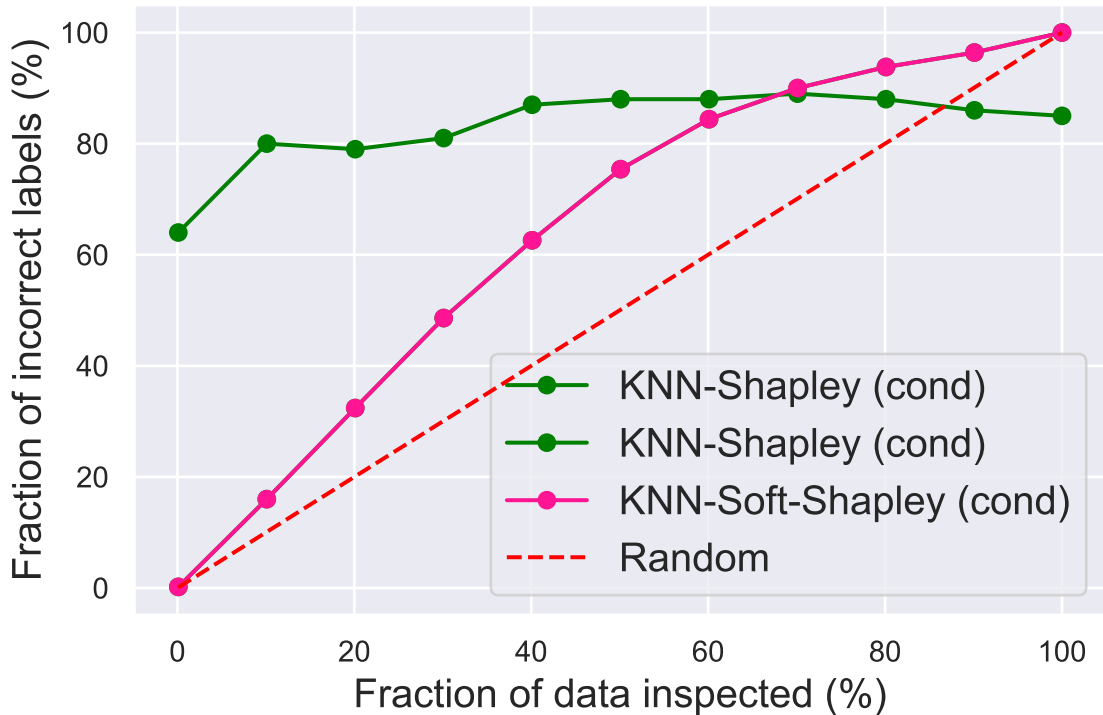 Fraction of incorrect labels (%)
100
80
60
40
20
0
KNN-Shapley (cond)
KNN-Shapley (cond)
KNN-Soft-Shapley (cond)
Random
0 20 40 60 80 100
Fraction of data inspected (%)